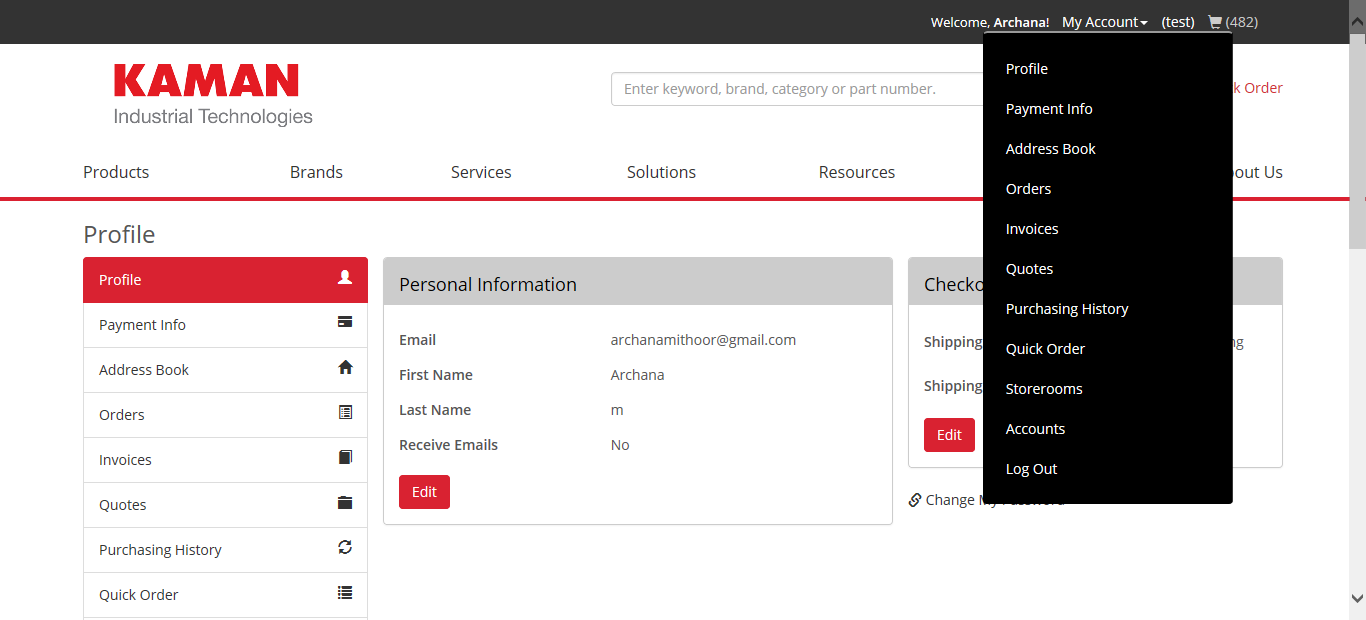 Welcome, Archana! My Account (test) (482)
KAMAN
Industrial Technologies
Enter keyword, brand, category or part number.
k Order
Products Brands Services Solutions Resources out Us
Profile
Profile
Payment Info
Address Book
Orders
Invoices
Quotes
Purchasing History
Quick Order
Personal Information
Email archanamithoor@gmail.com
First Name Archana
Last Name m
Receive Emails No
Edit
Checko
Shipping ng
Shipping
Edit
Change My Password
Profile
Payment Info
Address Book
Orders
Invoices
Quotes
Purchasing History
Quick Order
Storerooms
Accounts
Log Out